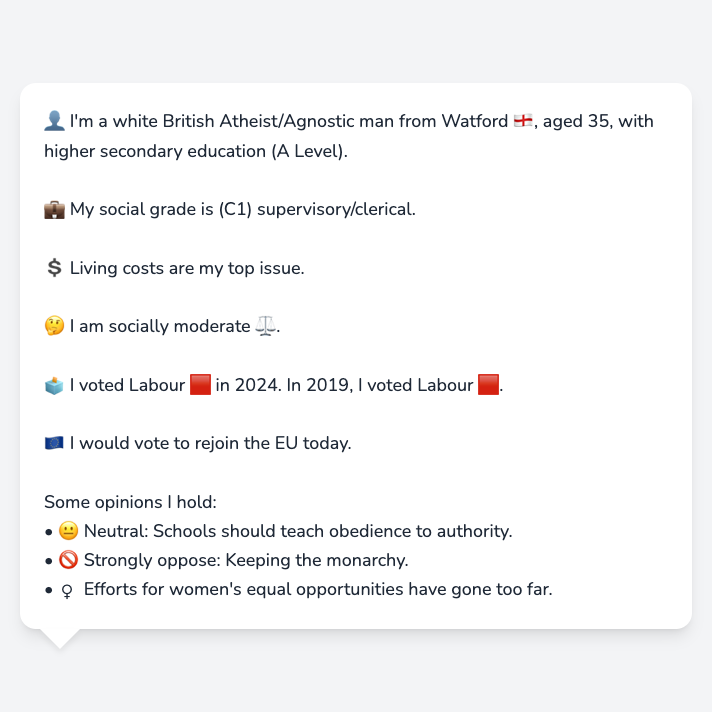 👤 I'm a white British Atheist/Agnostic man from Watford 🏴󠁧󠁢󠁥󠁮󠁧󠁿, aged 35, with
higher secondary education (A Level).
💼 My social grade is (C1) supervisory/clerical.
💲 Living costs are my top issue.
🤔 I am socially moderate ⚖️.
🗳️ I voted Labour 🟥 in 2024. In 2019, I voted Labour 🟥.
🇪🇺 I would vote to rejoin the EU today.
Some opinions I hold:
• 😐 Neutral: Schools should teach obedience to authority.
• 🚫 Strongly oppose: Keeping the monarchy.
• ♀ Efforts for women's equal opportunities have gone too far.